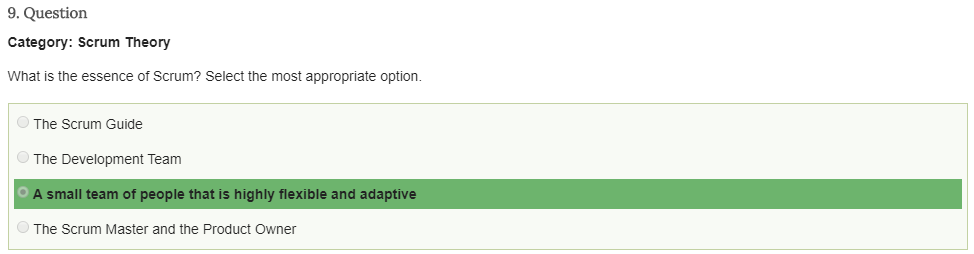 9. Question
Category: Scrum Theory
What is the essence of Scrum? Select the most appropriate option.
The Scrum Guide
The Development Team
A small team of people that is highly flexible and adaptive
The Scrum Master and the Product Owner